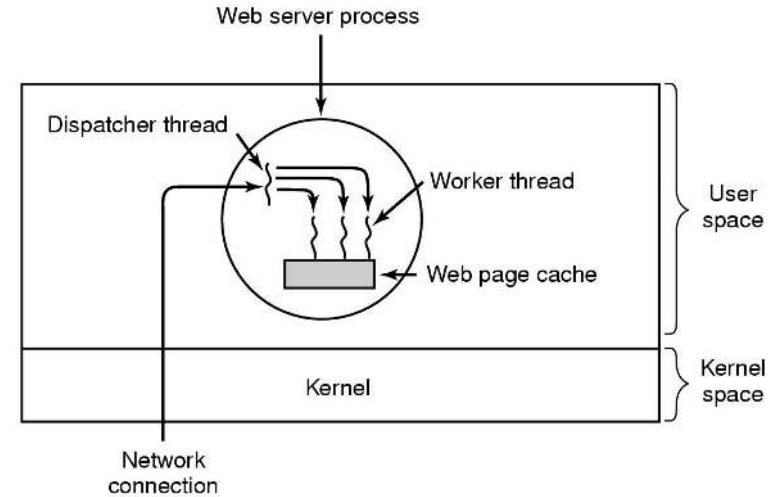 Web server process
Dispatcher thread
Worker thread
User
space
Web page cache
Kernel
Kernel
space
Network
connection